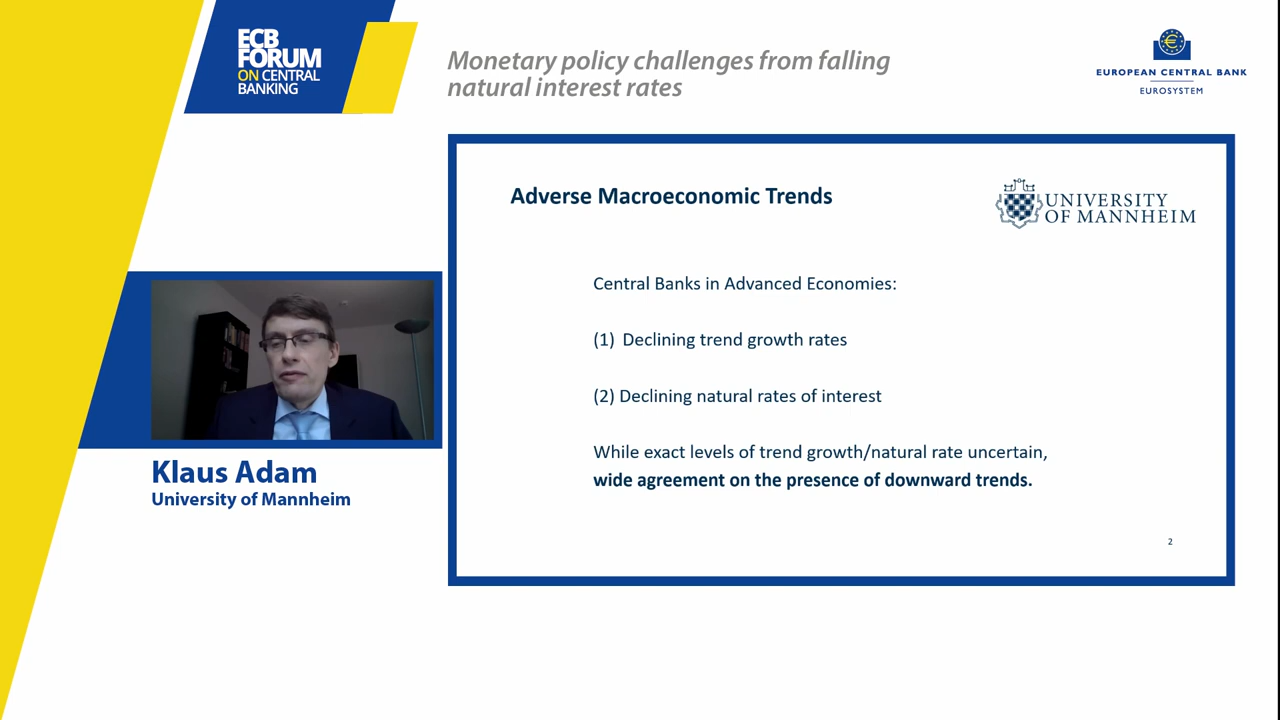 ECB
FORUM
ON CENTRAL
BANKING
Monetary policy challenges from falling
natural interest rates
EUROPEAN CENTRAL BANK
EUROSYSTEM
Adverse Macroeconomic Trends
UNIVERSITY
OF MANNHEIM
Central Banks in Advanced Economies:
(1) Declining trend growth rates
(2) Declining natural rates of interest
While exact levels of trend growth/natural rate uncertain,
wide agreement on the presence of downward trends.
2
Klaus Adam
University of Mannheim